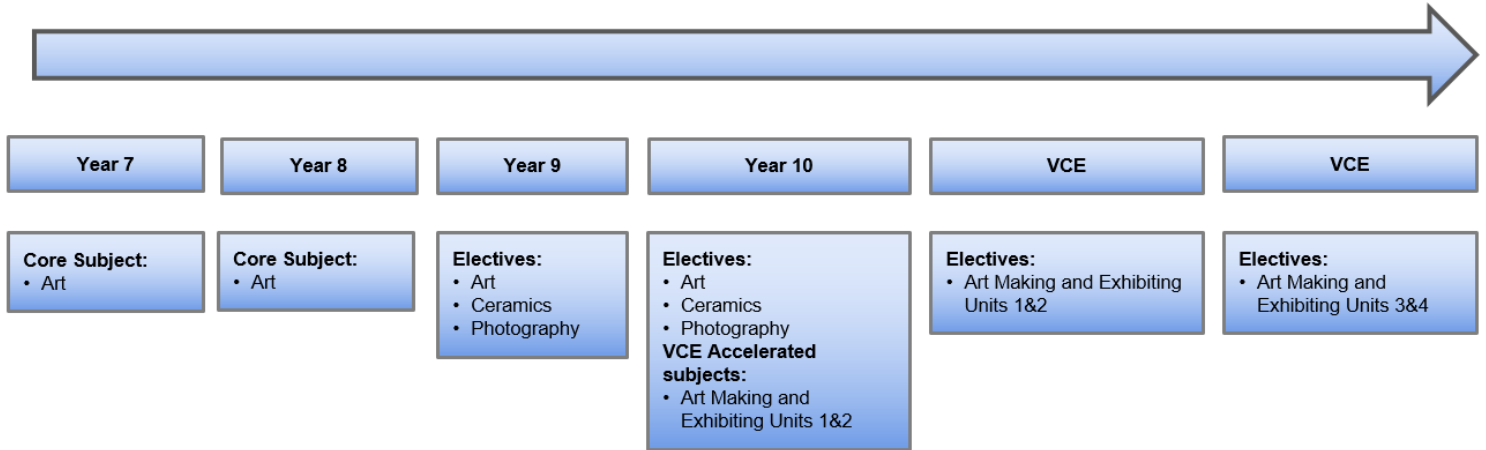 Year 7
Year 8
Year 9
Year 10
VCE
VCE
Core Subject:
• Art
Core Subject:
• Art
Electives:
• Art
• Ceramics
• Photography
Electives:
• Art
• Ceramics
• Photography
VCE Accelerated
subjects:
• Art Making and
Exhibiting Units 1&2
Electives:
• Art Making and Exhibiting
Units 1&2
Electives:
• Art Making and
Exhibiting Units 3&4